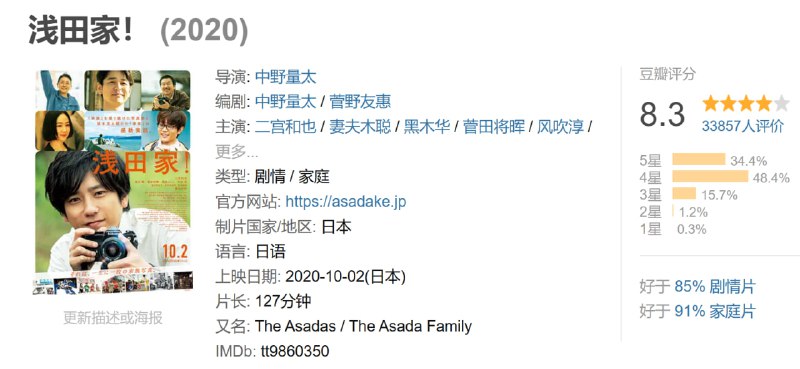 浅田家！ (2020)
浅田家！
10.2
更新描述或海报
导演: 中野量太
编剧: 中野量太 / 菅野友惠
主演: 二宫和也 / 妻夫木聪 / 黑木华 / 菅田将晖 / 风吹淳 /
更多...
类型: 剧情 / 家庭
官方网站: https://asadake.jp
制片国家/地区: 日本
语言: 日语
上映日期: 2020-10-02(日本)
片长: 127分钟
又名: The Asadas / The Asada Family
IMDb: tt9860350
豆瓣评分
8.3
33857人评价
5星 34.4%
4星 48.4%
3星 15.7%
2星 1.2%
1星 0.3%
好于 85% 剧情片
好于 91% 家庭片